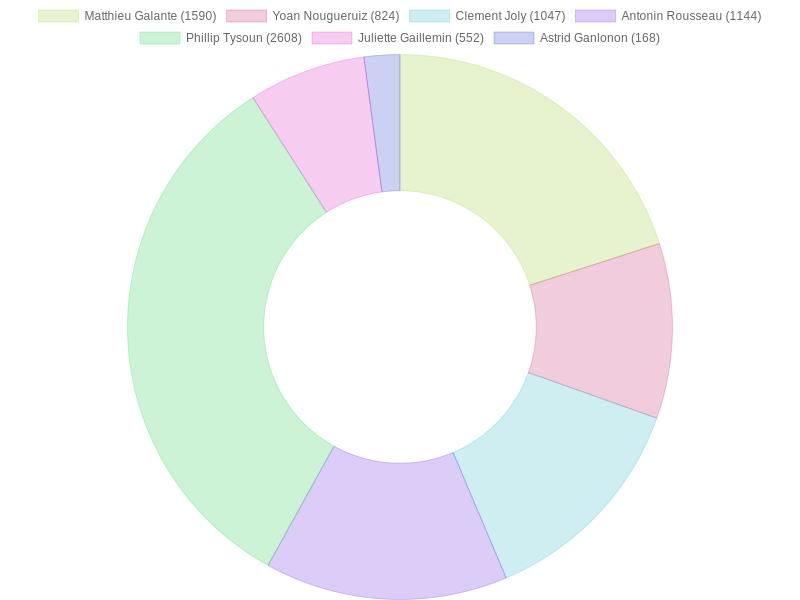 Matthieu Galante (1590) Yoan Nougueruiz (824) Clement Joly (1047) Antonin Rousseau (1144)
Phillip Tysoun (2608) Juliette Gaillemin (552) Astrid Ganlonon (168)